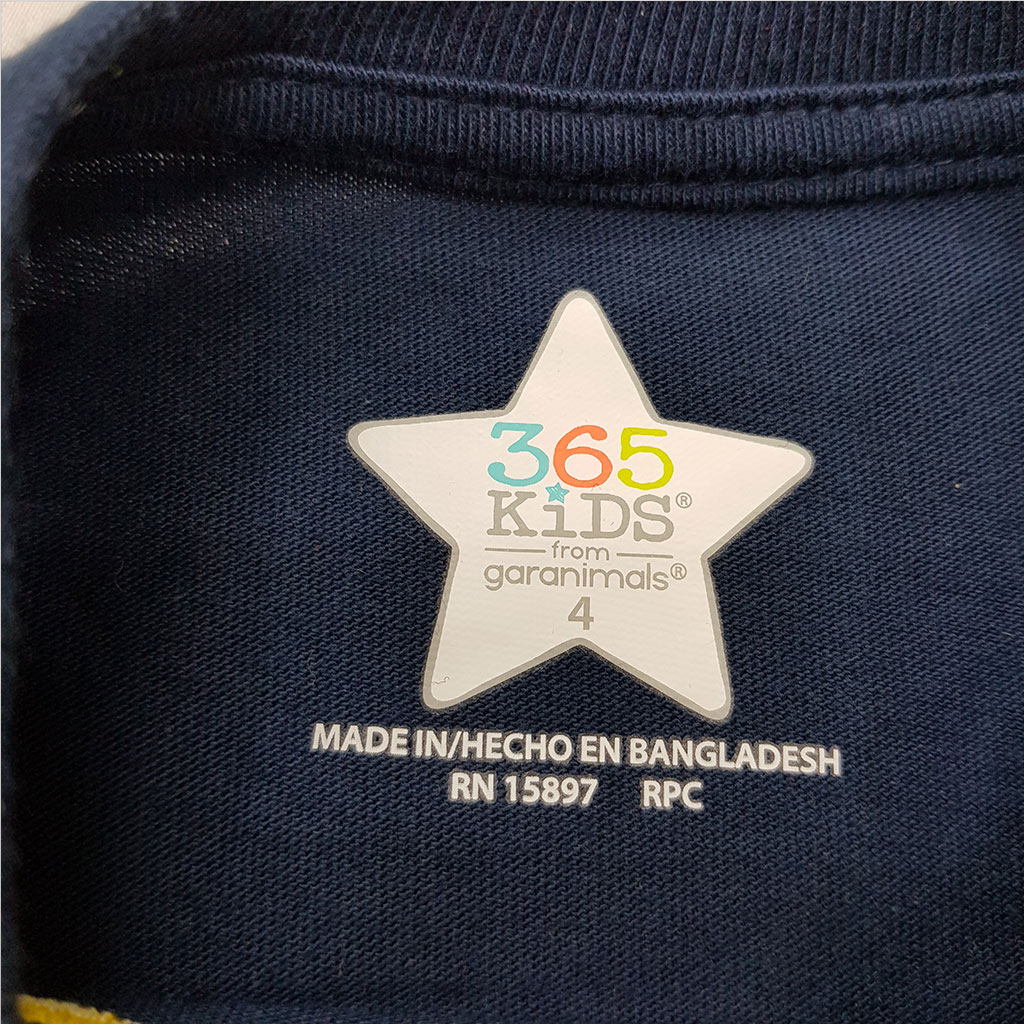 365
KiDS®
from
garanimals®
4
MADE IN/HECHO EN BANGLADESH
RN 15897 RPC